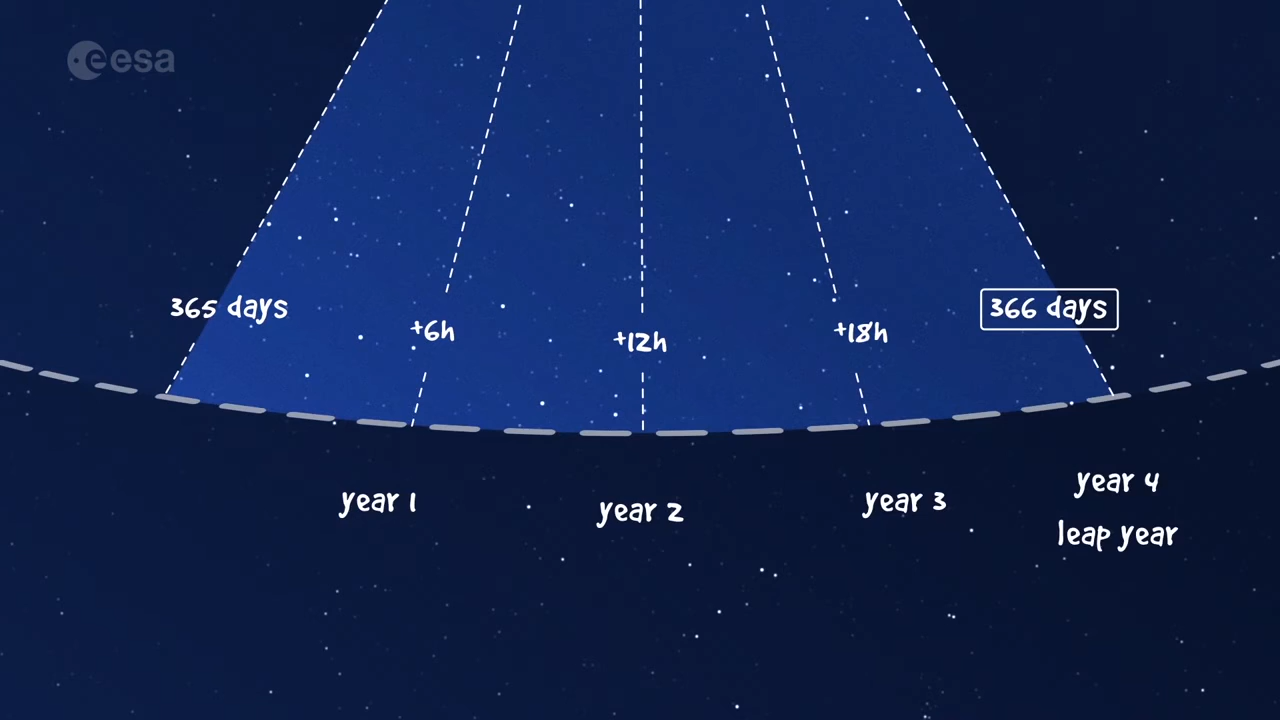 esa
365 days
+6h
+12h
+18h
366 days
year 1
year 2
year 3
year 4
leap year